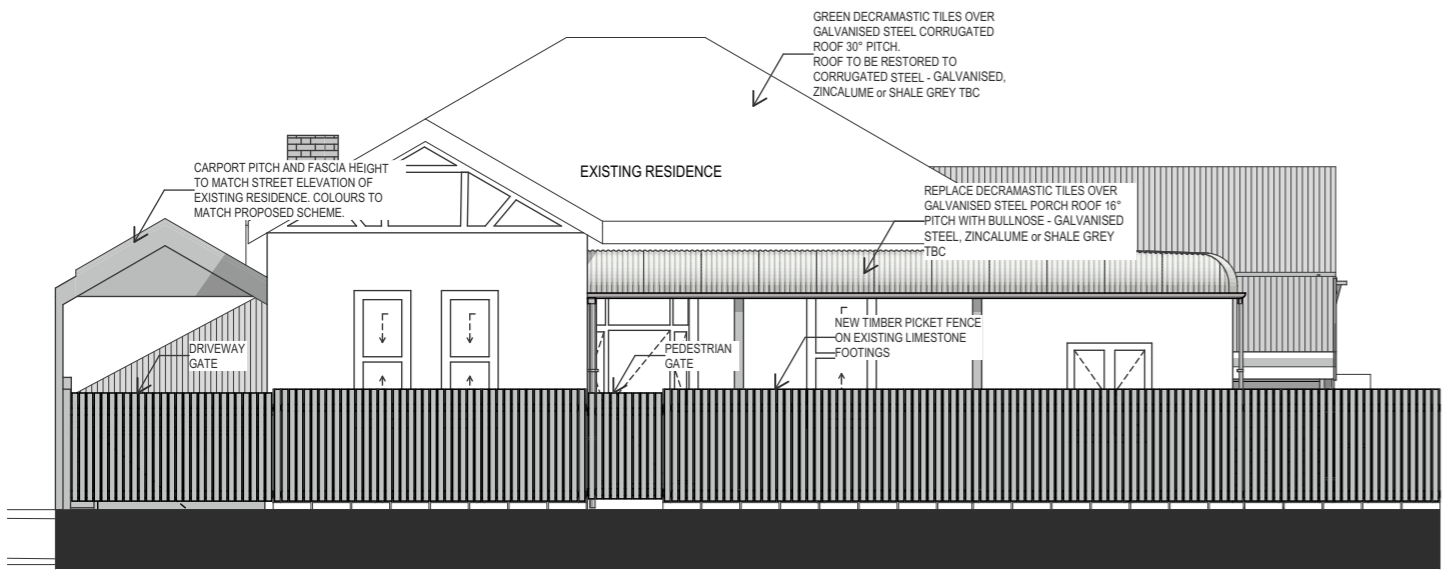 GREEN DECRAMASTIC TILES OVER
GALVANISED STEEL CORRUGATED
ROOF 30° PITCH.
ROOF TO BE RESTORED TO
CORRUGATED STEEL - GALVANISED,
ZINCALUME or SHALE GREY TBC
CARPORT PITCH AND FASCIA HEIGHT
TO MATCH STREET ELEVATION OF
EXISTING RESIDENCE. COLOURS TO
MATCH PROPOSED SCHEME.
EXISTING RESIDENCE
REPLACE DECRAMASTIC TILES OVER
GALVANISED STEEL PORCH ROOF 16°
PITCH WITH BULLNOSE - GALVANISED
STEEL, ZINCALUME or SHALE GREY
TBC
DRIVEWAY
GATE
PEDESTRIAN
GATE
NEW TIMBER PICKET FENCE
ON EXISTING LIMESTONE
FOOTINGS